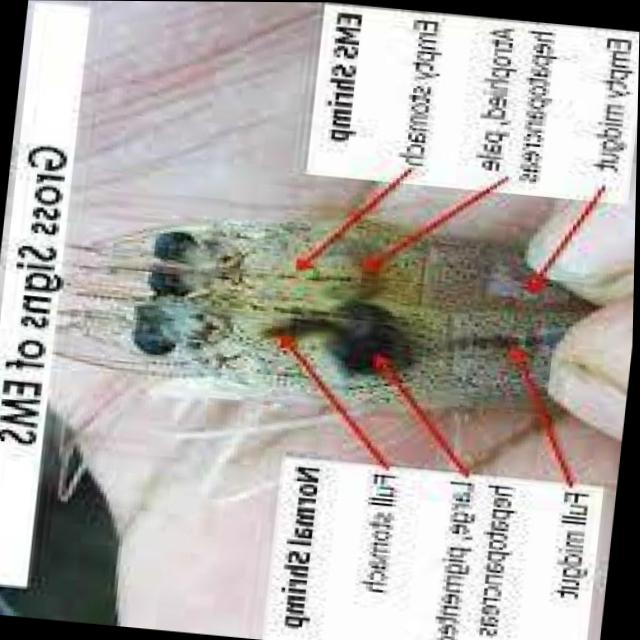 Gross Signs of EMS
EMS Shrimp
Empty stomach
Atrophied, pale
hepatopancreas
Empty midgut
Normal Shrimp
Full stomach
Large, pigmented
hepatopancreas
Full midgut